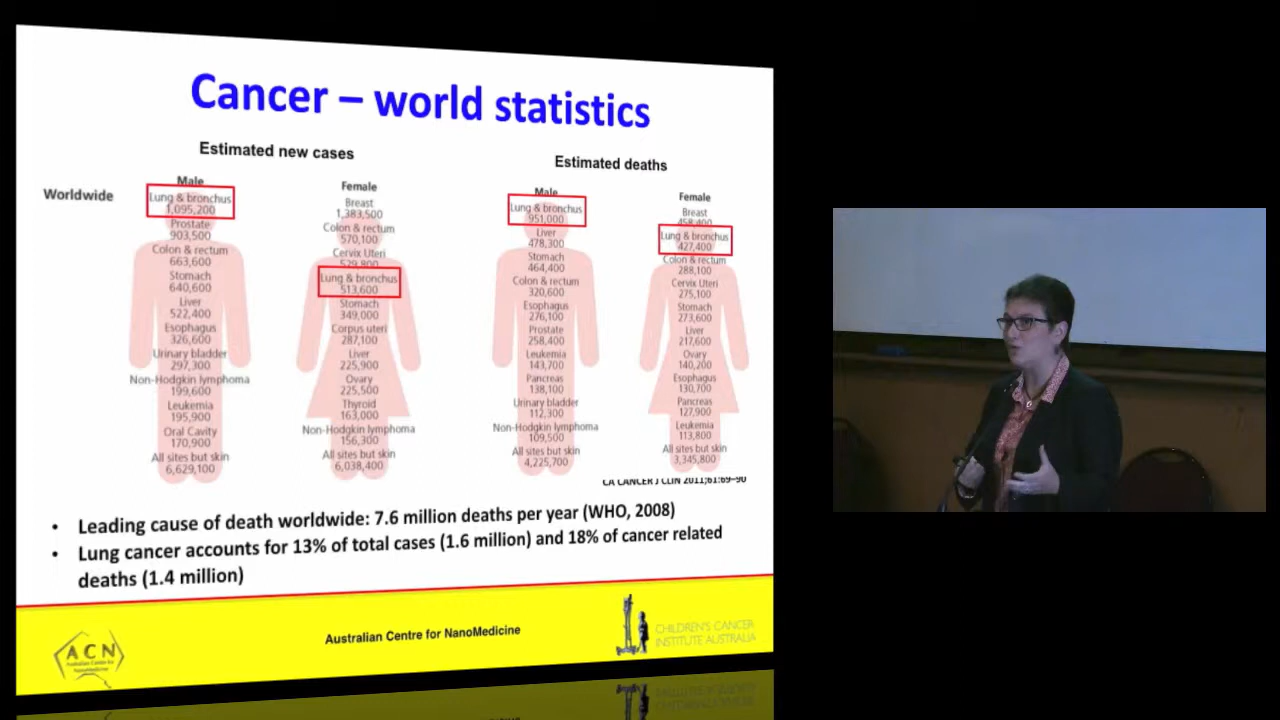 Cancer – world statistics
Estimated new cases
Estimated deaths
Worldwide
Male
Lung & bronchus
1,095,200
Prostate
903,500
Colon & rectum
663,600
Stomach
640,600
Liver
522,400
Esophagus
326,600
Urinary bladder
297,300
Non-Hodgkin lymphoma
199,600
Leukemia
195,900
Oral Cavity
170,900
All sites but skin
6,629,100
Female
Breast
1,383,500
Colon & rectum
570,100
Cervix Uteri
529,800
Lung & bronchus
513,600
Stomach
349,000
Corpus uteri
287,100
Liver
225,900
Ovary
225,500
Thyroid
163,000
Non-Hodgkin lymphoma
156,300
All sites but skin
6,038,400
Male
Lung & bronchus
951,000
Liver
478,300
Stomach
464,400
Colon & rectum
320,600
Esophagus
276,100
Prostate
258,400
Leukemia
143,700
Pancreas
138,100
Urinary bladder
112,300
Non-Hodgkin lymphoma
109,500
All sites but skin
4,225,700
Female
Breast
458,400
Lung & bronchus
427,400
Colon & rectum
288,100
Cervix Uteri
275,100
Stomach
273,600
Liver
217,600
Ovary
140,200
Esophagus
130,700
Pancreas
127,900
Leukemia
113,800
All sites but skin
3,345,800
CA CANCER J CLIN 2011;61:69–90
• Leading cause of death worldwide: 7.6 million deaths per year (WHO, 2008)
• Lung cancer accounts for 13% of total cases (1.6 million) and 18% of cancer related
deaths (1.4 million)
ACN
Australian Centre for
NanoMedicine
Australian Centre for NanoMedicine
CHILDREN'S CANCER
INSTITUTE AUSTRALIA